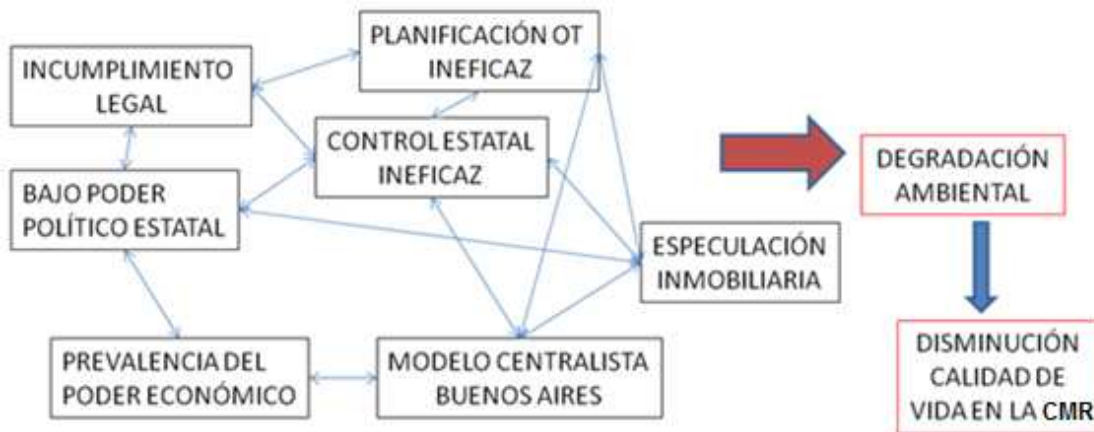 PLANIFICACIÓN OT
INEFICAZ
INCUMPLIMIENTO
LEGAL
CONTROL ESTATAL
INEFICAZ
DEGRADACIÓN
AMBIENTAL
BAJO PODER
POLÍTICO ESTATAL
ESPECULACIÓN
INMOBILIARIA
PREVALENCIA DEL
PODER ECONÓMICO
MODELO CENTRALISTA
BUENOS AIRES
DISMINUCIÓN
CALIDAD DE
VIDA EN LA CMR